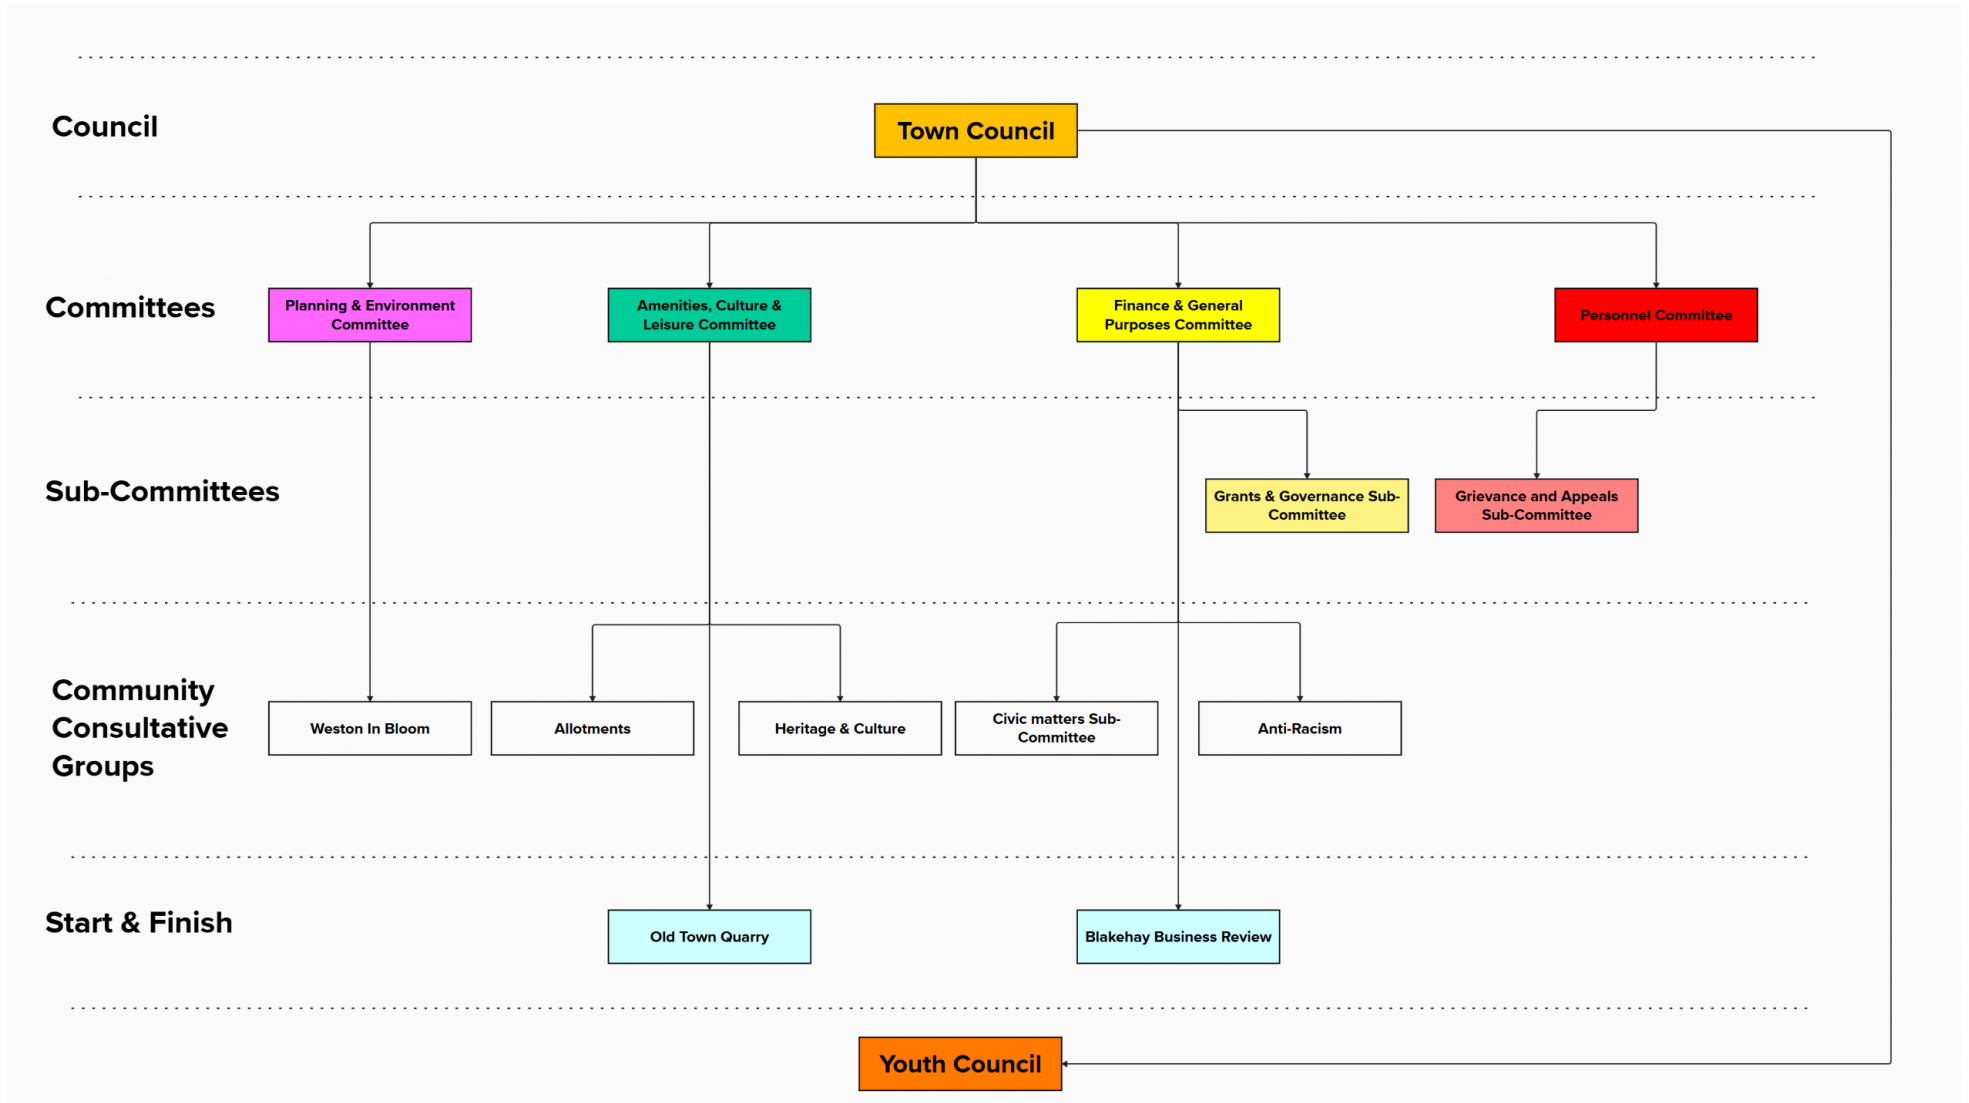 Council
Town Council
Committees
Planning & Environment
Committee
Amenities, Culture &
Leisure Committee
Finance & General
Purposes Committee
Personnel Committee
Sub-Committees
Grants & Governance Sub-
Committee
Grievance and Appeals
Sub-Committee
Community
Consultative
Groups
Weston In Bloom
Allotments
Heritage & Culture
Civic matters Sub-
Committee
Anti-Racism
Start & Finish
Old Town Quarry
Blakehay Business Review
Youth Council